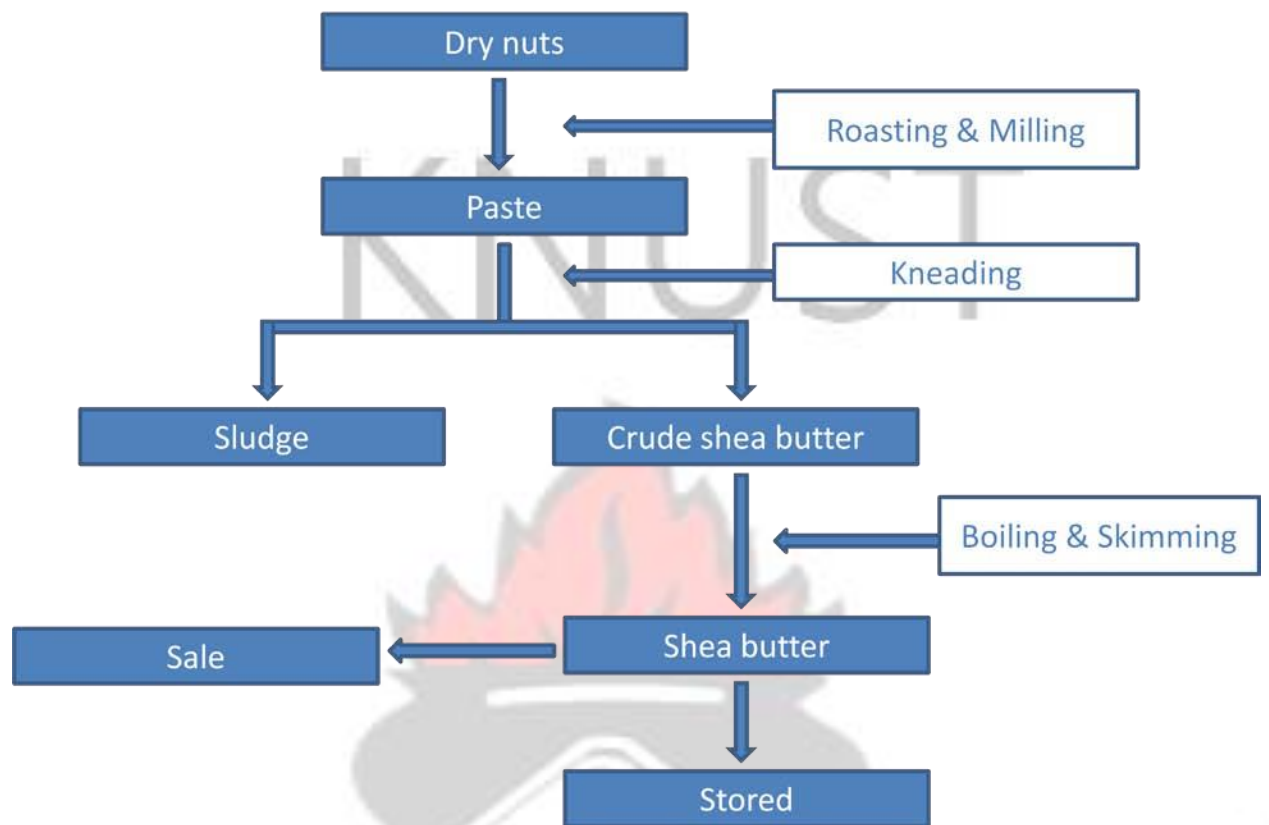 Dry nuts
Roasting & Milling
Paste
KNUST
Kneading
Sludge
Crude shea butter
Boiling & Skimming
Shea butter
Sale
Stored